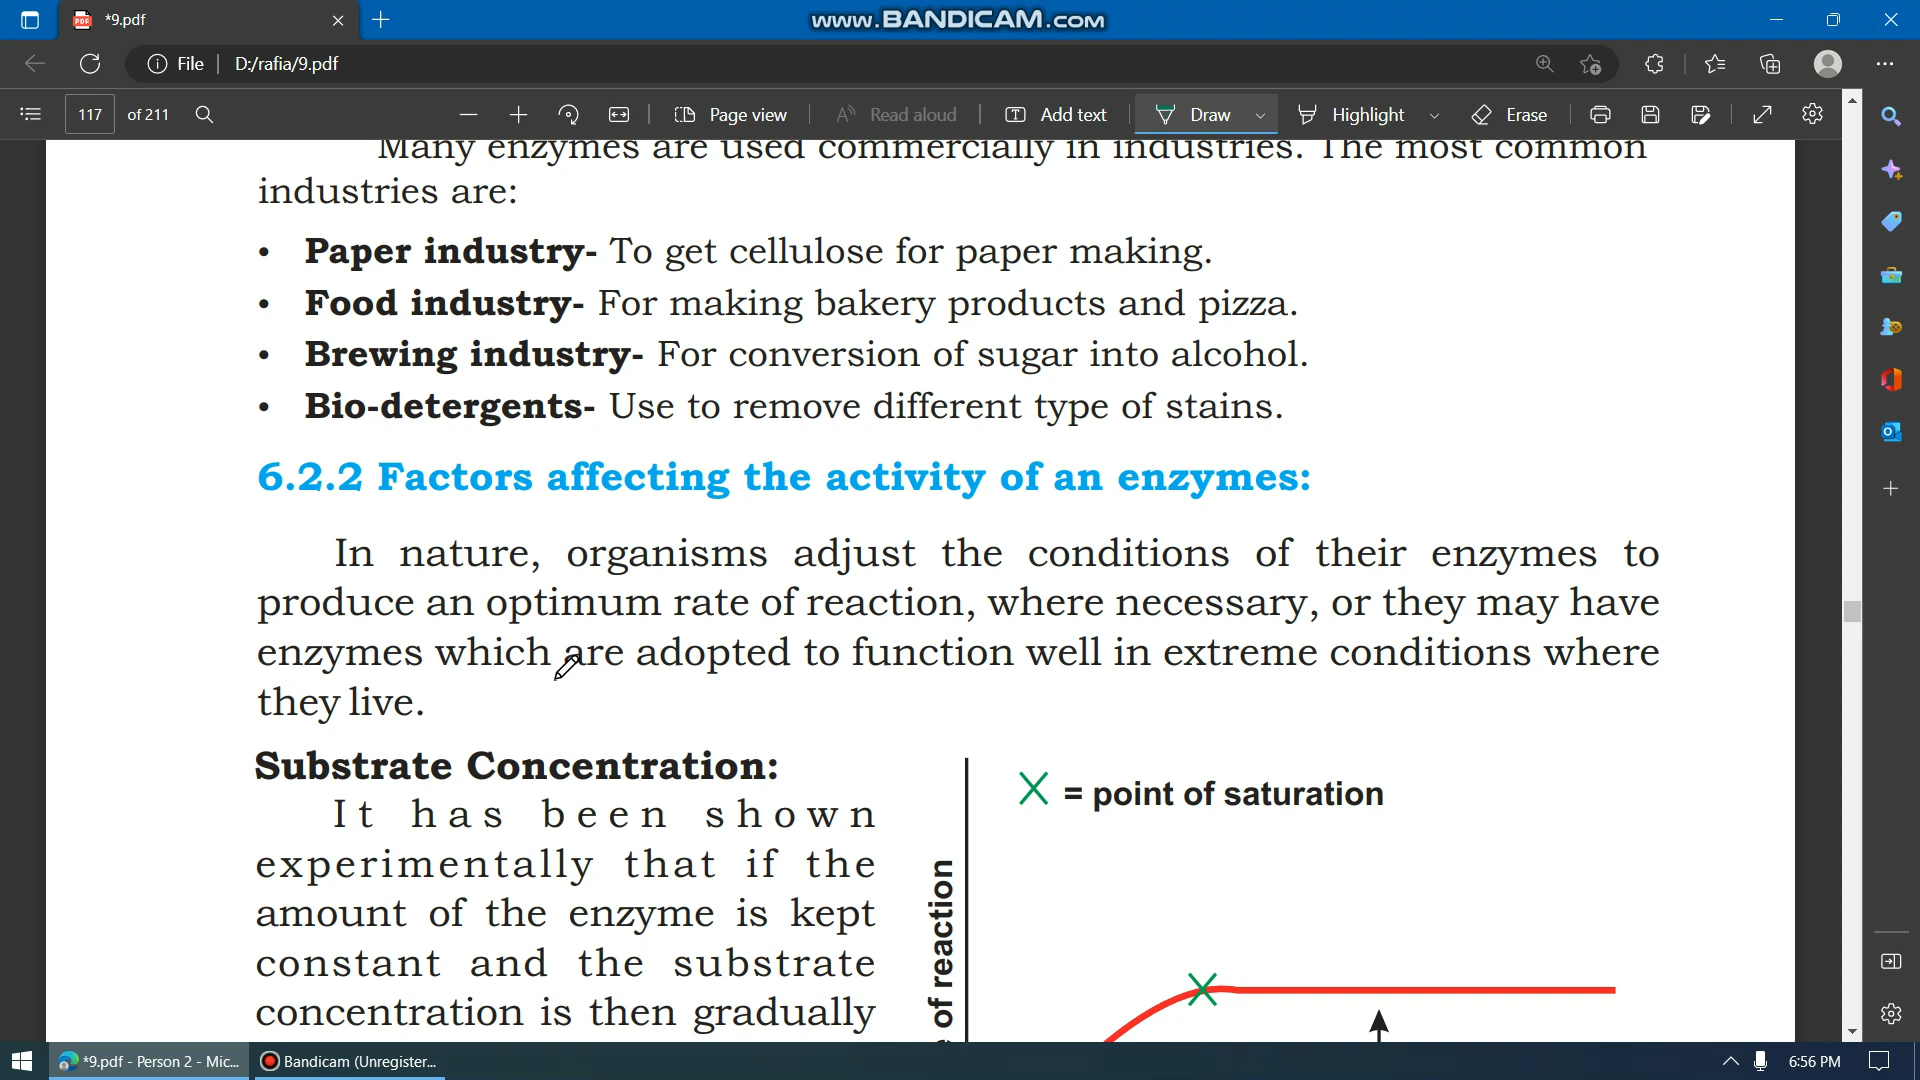 *9.pdf
www.BANDICAM.com
File
D:/rafia/9.pdf
117 of 211
Page view
Read aloud
Add text
Draw
Highlight
Erase
Many enzymes are used commercially in industries. The most common
industries are:
• Paper industry- To get cellulose for paper making.
• Food industry- For making bakery products and pizza.
• Brewing industry- For conversion of sugar into alcohol.
• Bio-detergents- Use to remove different type of stains.
6.2.2 Factors affecting the activity of an enzymes:
In nature, organisms adjust the conditions of their enzymes to
produce an optimum rate of reaction, where necessary, or they may have
enzymes which are adopted to function well in extreme conditions where
they live.
Substrate Concentration:
It has been shown
experimentally that if the
amount of the enzyme is kept
constant and the substrate
concentration is then gradually
X = point of saturation
of reaction
*9.pdf - Person 2 - Mic...
Bandicam (Unregister...
6:56 PM